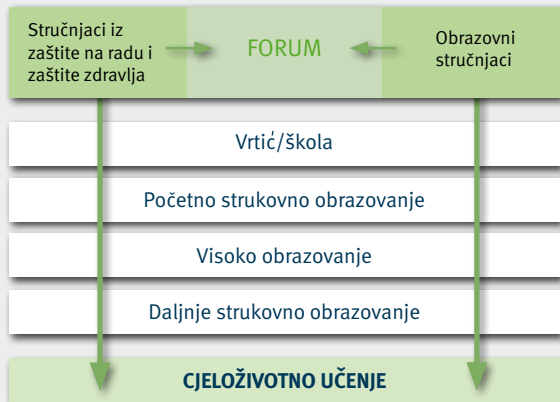 Stručnjaci iz
zaštite na radu i
zaštite zdravlja
FORUM
Obrazovni
stručnjaci
Vrtić/škola
Početno strukovno obrazovanje
Visoko obrazovanje
Daljnje strukovno obrazovanje
CJELOŽIVOTNO UČENJE